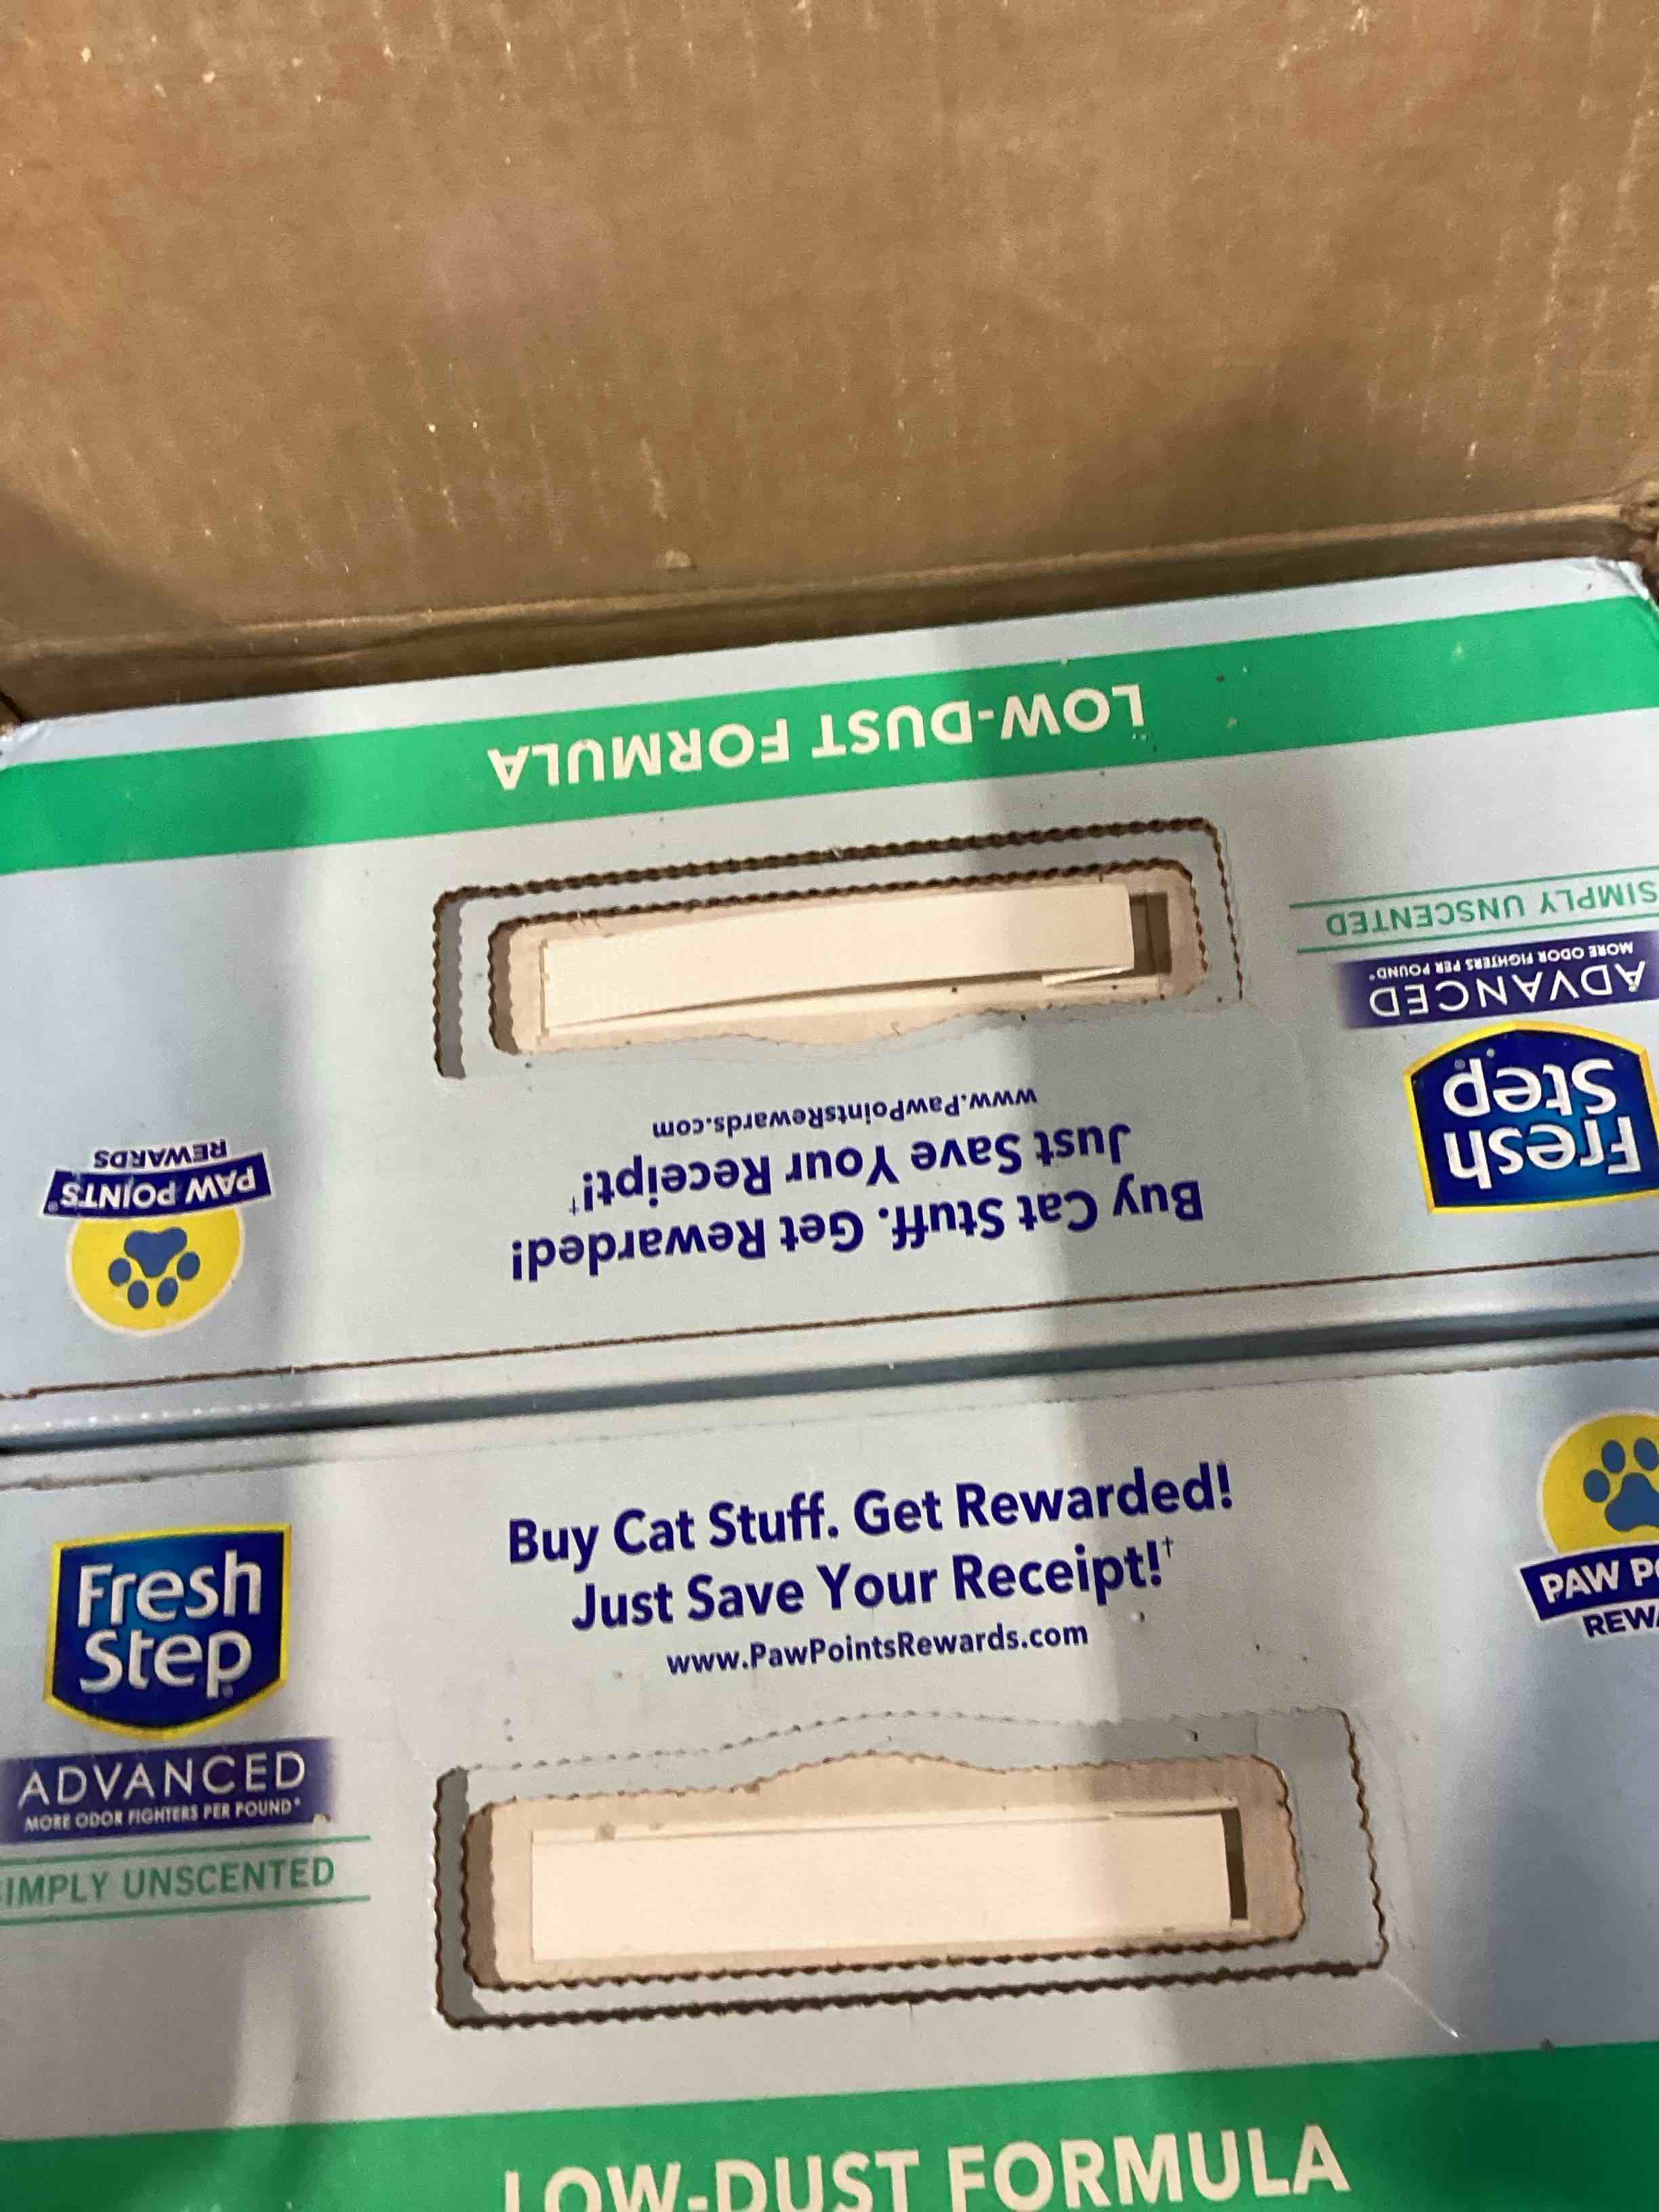 LOW-DUST FORMULA
SIMPLY UNSCENTED
MORE ODOR FIGHTERS PER POUND*
ADVANCED
Fresh
Step
www.PawPointsRewards.com
Just Save Your Receipt!†
Buy Cat Stuff. Get Rewarded!
REWARDS
PAW POINTS®
Buy Cat Stuff. Get Rewarded!
Just Save Your Receipt!†
www.PawPointsRewards.com
Fresh
Step®
ADVANCED
MORE ODOR FIGHTERS PER POUND*
IMPLY UNSCENTED
PAW PO
REWA
LOW-DUST FORMULA